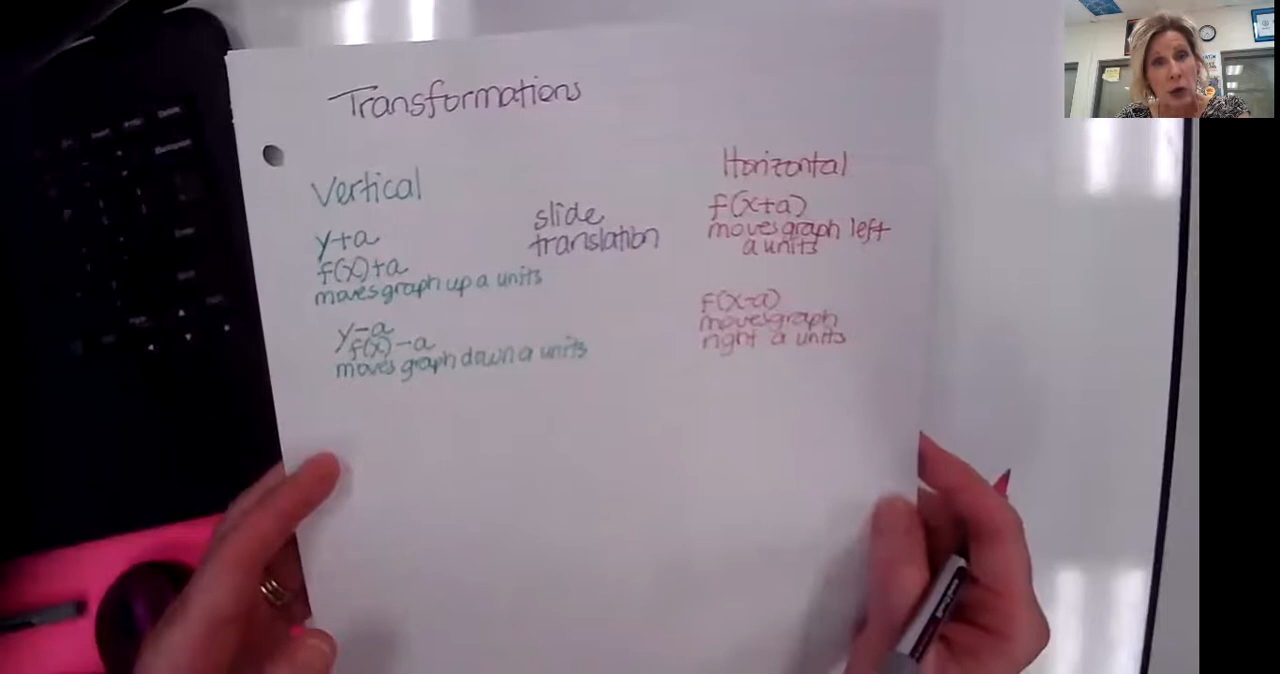 Transformations
Vertical
y+a
f(x)+a
moves graph up a units
y-a
f(x)-a
moves graph down a units
slide
translation
Horizontal
f(x+a)
moves graph left
a units
f(x-a)
moves graph
right a units